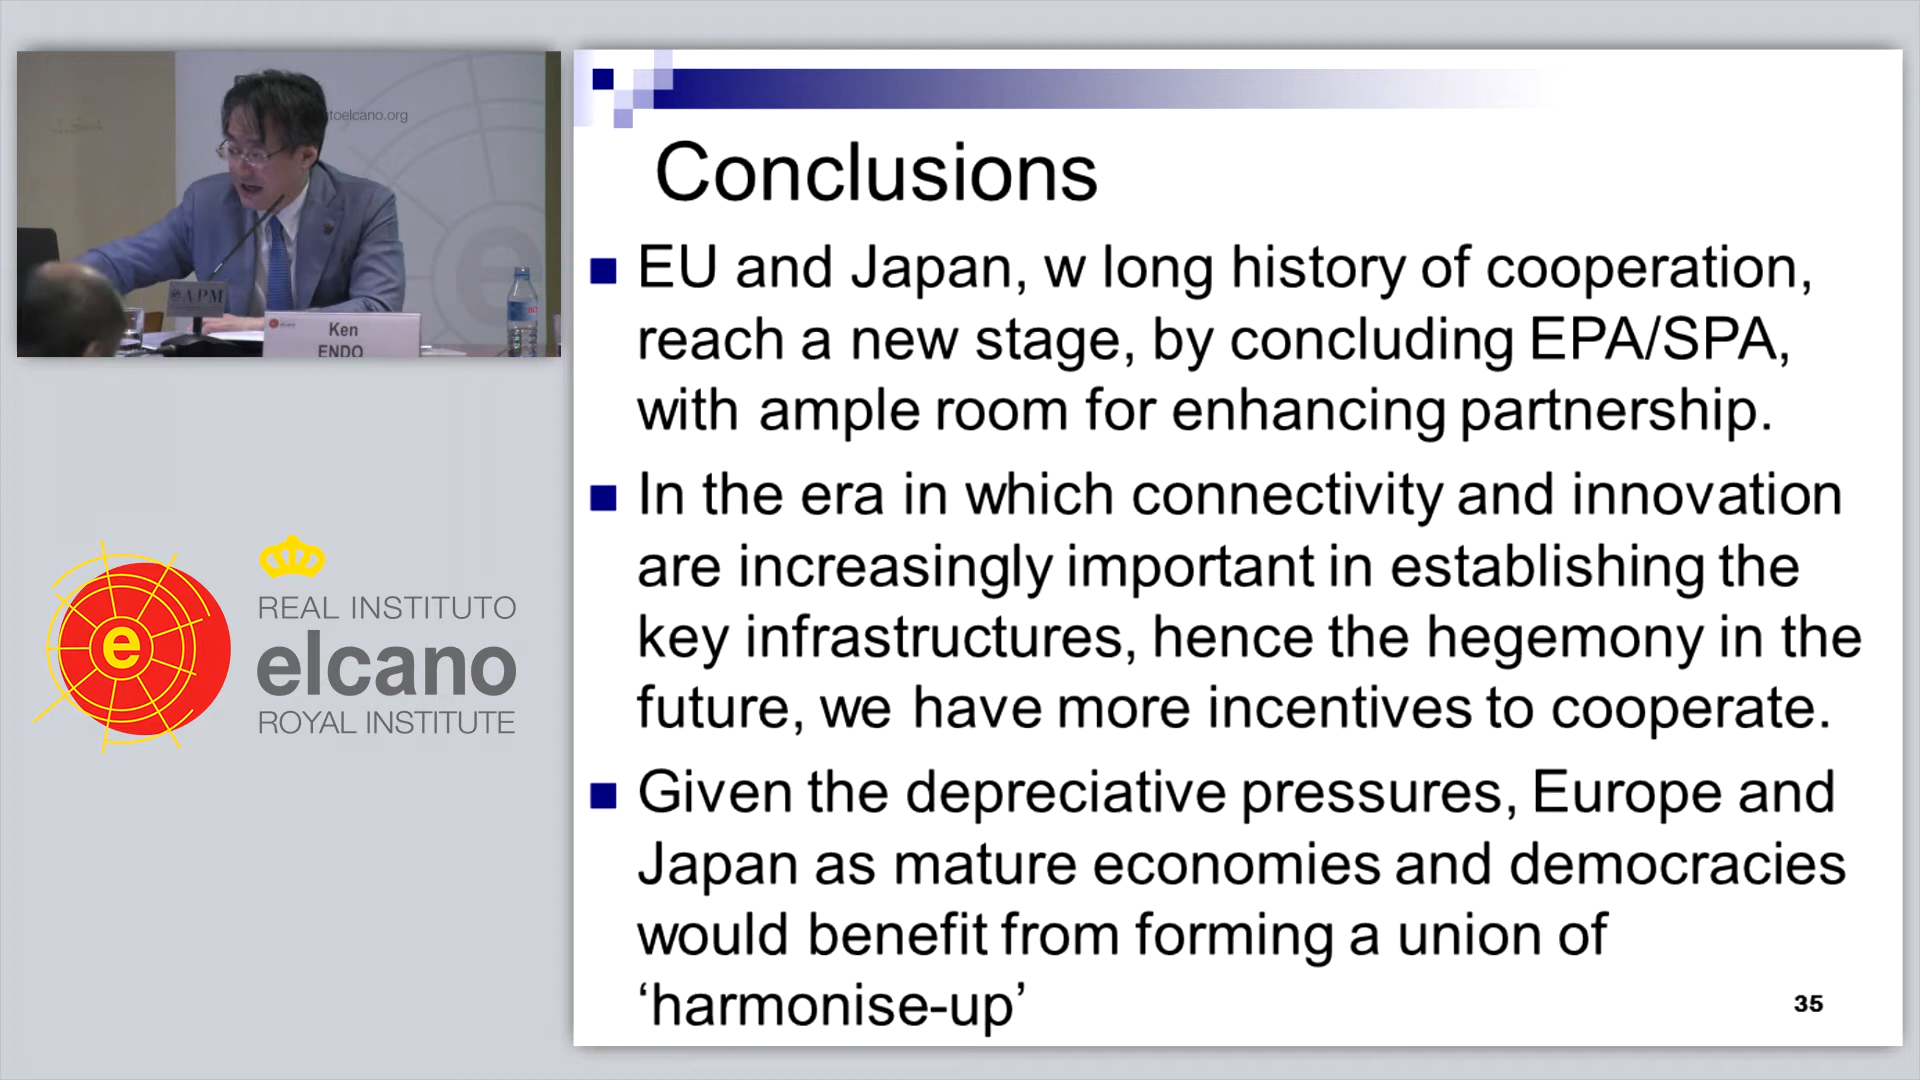 toelcano.org
APM
elcano
Ken
ENDO
e
REAL INSTITUTO
elcano
ROYAL INSTITUTE
Conclusions
EU and Japan, w long history of cooperation,
reach a new stage, by concluding EPA/SPA,
with ample room for enhancing partnership.
In the era in which connectivity and innovation
are increasingly important in establishing the
key infrastructures, hence the hegemony in the
future, we have more incentives to cooperate.
Given the depreciative pressures, Europe and
Japan as mature economies and democracies
would benefit from forming a union of
‘harmonise-up’
35